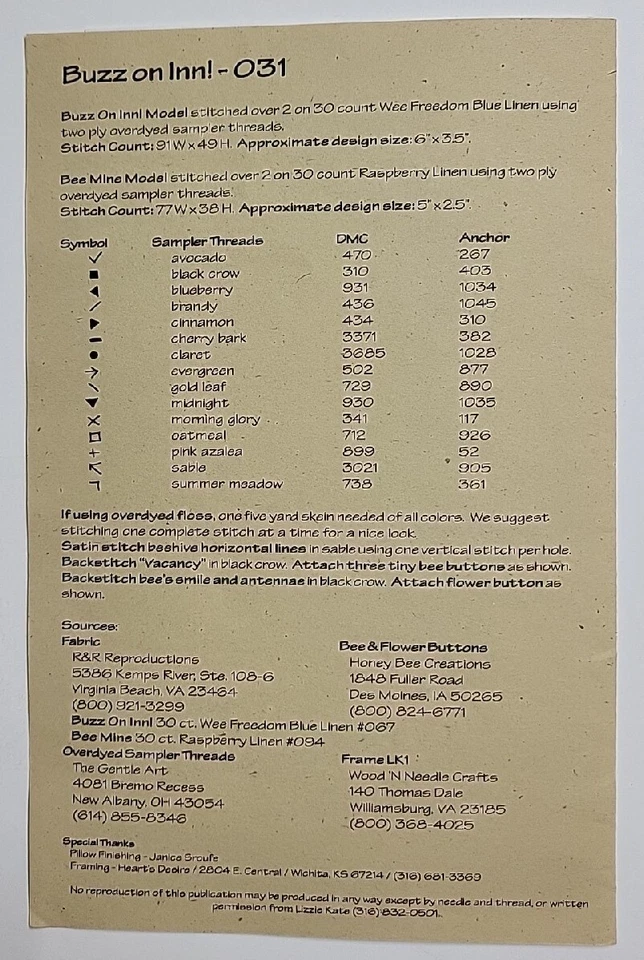 Buzz on Inn! - 031
Buzz On Inn! Model stitched over 2 on 30 count Wee Freedom Blue Linen using
two ply overdyed sampler threads.
Stitch Count: 91 W x 49 H. Approximate design size: 6" x 3.5".
Bee Mine Model stitched over 2 on 30 count Raspberry Linen using two ply
overdyed sampler threads.
Stitch Count: 77 W x 38 H. Approximate design size: 5" x 2.5".
Symbol Sampler Threads DMC Anchor
avocado 470 267
black crow 310 403
blueberry 931 1034
brandy 436 1045
cinnamon 434 310
cherry bark 3371 382
claret 3685 1028
evergreen 502 877
gold leaf 729 890
midnight 930 1035
morning glory 341 117
oatmeal 712 926
pink azalea 899 52
sable 3021 905
summer meadow 738 361
If using overdyed floss, one five yard skein needed of all colors. We suggest
stitching one complete stitch at a time for a nice look.
Satin stitch beehive horizontal lines in sable using one vertical stitch per hole.
Backstitch "Vacancy" in black crow. Attach three tiny bee buttons as shown.
Backstitch bee's smile and antennae in black crow. Attach flower button as
shown.
Sources:
Fabric
R&R Reproductions
5386 Kemps River, Ste. 108-6
Virginia Beach, VA 23464
(800) 921-3299
Buzz On Inn! 30 ct. Wee Freedom Blue Linen #067
Bee Mine 30 ct. Raspberry Linen #094
Overdyed Sampler Threads
The Gentle Art
4081 Bremo Recess
New Albany, OH 43054
(614) 855-8346
Bee & Flower Buttons
Honey Bee Creations
1848 Fuller Road
Des Moines, IA 50265
(800) 824-6771
Frame LK1
Wood 'N Needle Crafts
140 Thomas Dale
Williamsburg, VA 23185
(800) 368-4025
Special Thanks
Pillow Finishing - Janice Sroufe
Framing - Heart's Desire / 2804 E. Central / Wichita, KS 67214 / (316) 681-3369
No reproduction of this publication may be produced in any way except by needle and thread, or written
permission from Lizzie Kate (316) 832-0501.